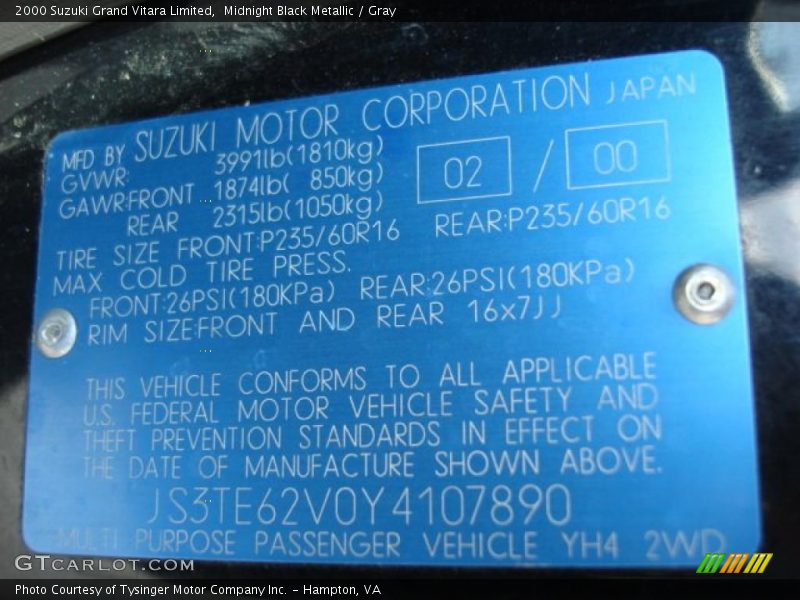 2000 Suzuki Grand Vitara Limited,  Midnight Black Metallic / Gray
MFD BY SUZUKI MOTOR CORPORATION JAPAN
GVWR: 3991lb(1810kg) 02 / 00
GAWR:FRONT 1874lb( 850kg)
REAR 2315lb(1050kg)
TIRE SIZE FRONT:P235/60R16 REAR:P235/60R16
MAX COLD TIRE PRESS.
FRONT:26PSI(180KPa) REAR:26PSI(180KPa)
RIM SIZE:FRONT AND REAR 16x7JJ
THIS VEHICLE CONFORMS TO ALL APPLICABLE
U.S. FEDERAL MOTOR VEHICLE SAFETY AND
THEFT PREVENTION STANDARDS IN EFFECT ON
THE DATE OF MANUFACTURE SHOWN ABOVE.
JS3TE62V0Y4107890
MULTI PURPOSE PASSENGER VEHICLE YH4 2WD
GTCARLOT.COM
Photo Courtesy of Tysinger Motor Company Inc. - Hampton, VA